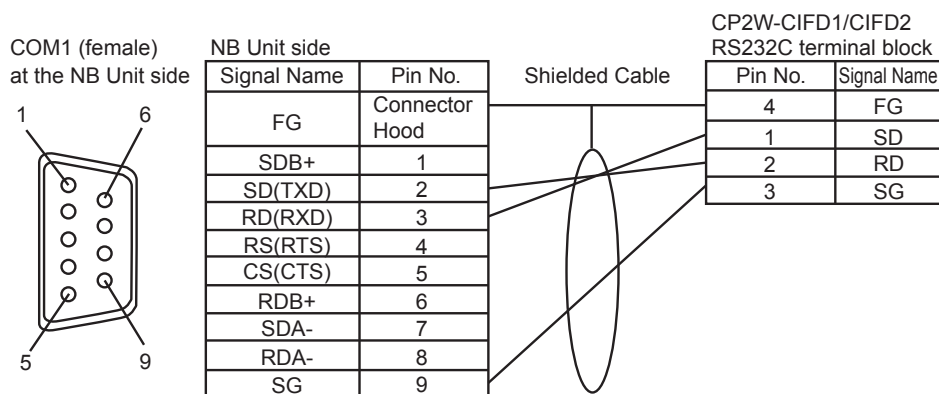 COM1 (female)
at the NB Unit side
1
6
5
9
NB Unit side
Signal Name Pin No.
FG Connector Hood
SDB+ 1
SD(TXD) 2
RD(RXD) 3
RS(RTS) 4
CS(CTS) 5
RDB+ 6
SDA- 7
RDA- 8
SG 9
Shielded Cable
CP2W-CIFD1/CIFD2
RS232C terminal block
Pin No. Signal Name
4 FG
1 SD
2 RD
3 SG